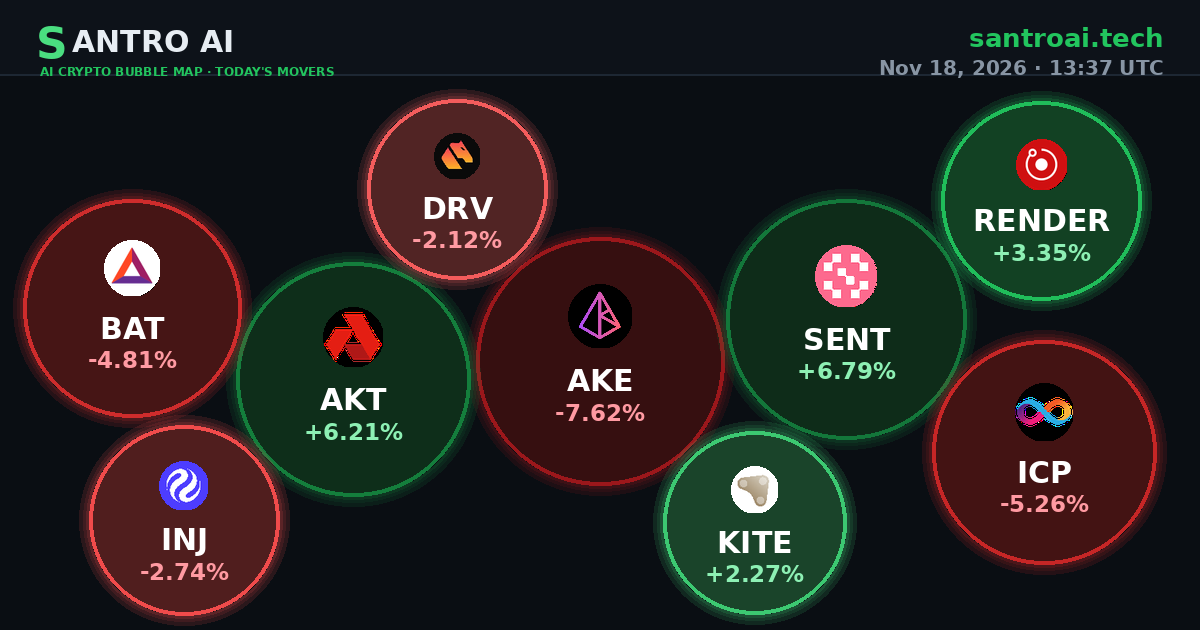 SANTRO AI
AI CRYPTO BUBBLE MAP · TODAY'S MOVERS
santroai.tech
Nov 18, 2026 · 13:37 UTC
DRV
-2.12%
RENDER
+3.35%
BAT
-4.81%
SENT
+6.79%
AKE
-7.62%
AKT
+6.21%
ICP
-5.26%
INJ
-2.74%
KITE
+2.27%